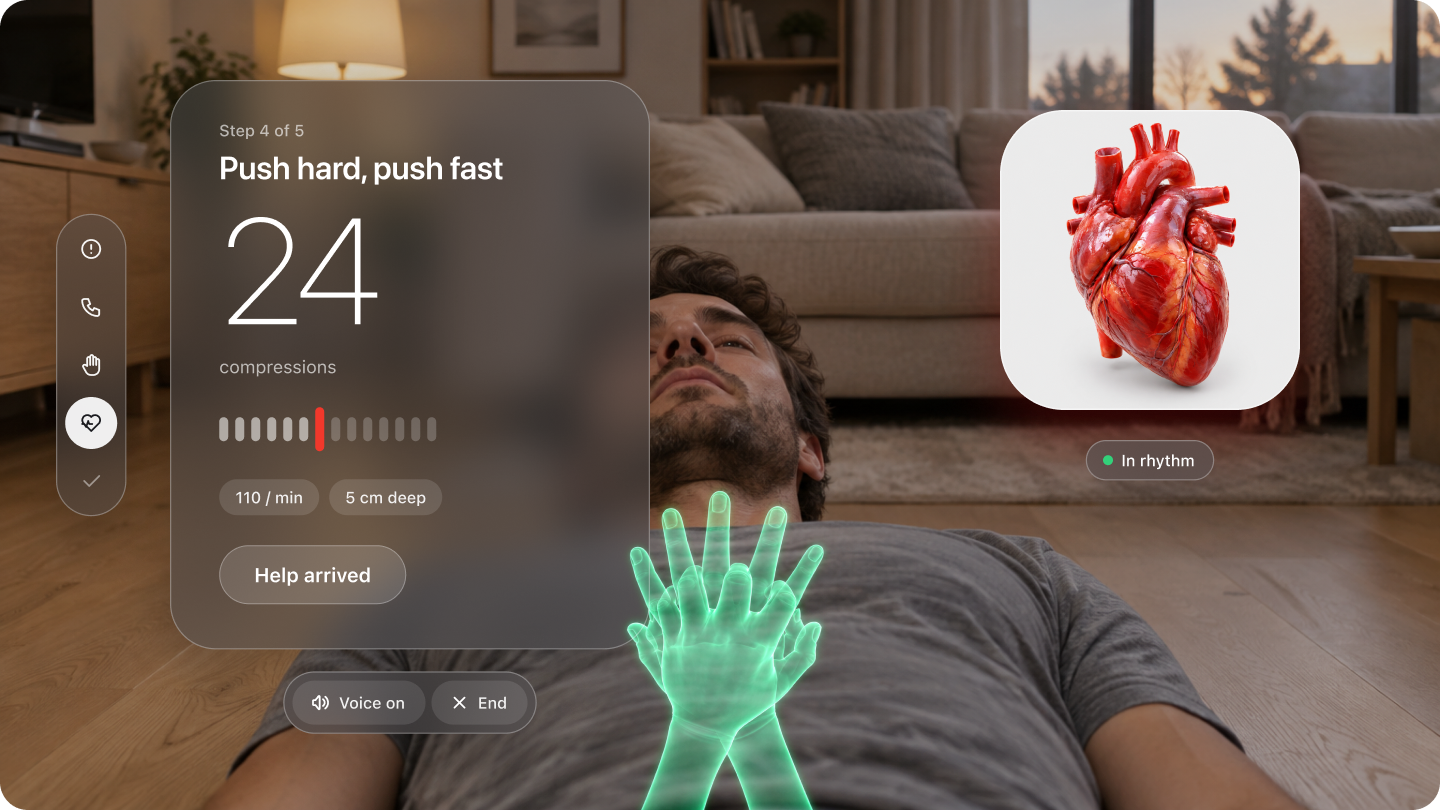 Step 4 of 5
Push hard, push fast
24
compressions
110 / min
5 cm deep
Help arrived
Voice on
End
In rhythm